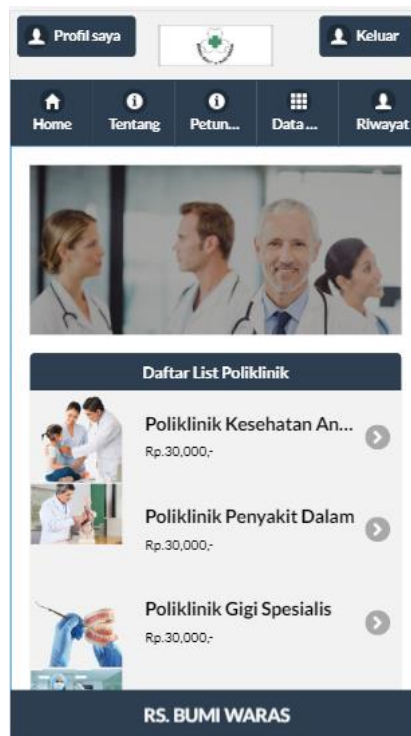 Profil saya
Keluar
Home
Tentang
Petun...
Data ...
Riwayat
Daftar List Poliklinik
Poliklinik Kesehatan An...
Rp.30,000,-
Poliklinik Penyakit Dalam
Rp.30,000,-
Poliklinik Gigi Spesialis
Rp.30,000,-
RS. BUMI WARAS